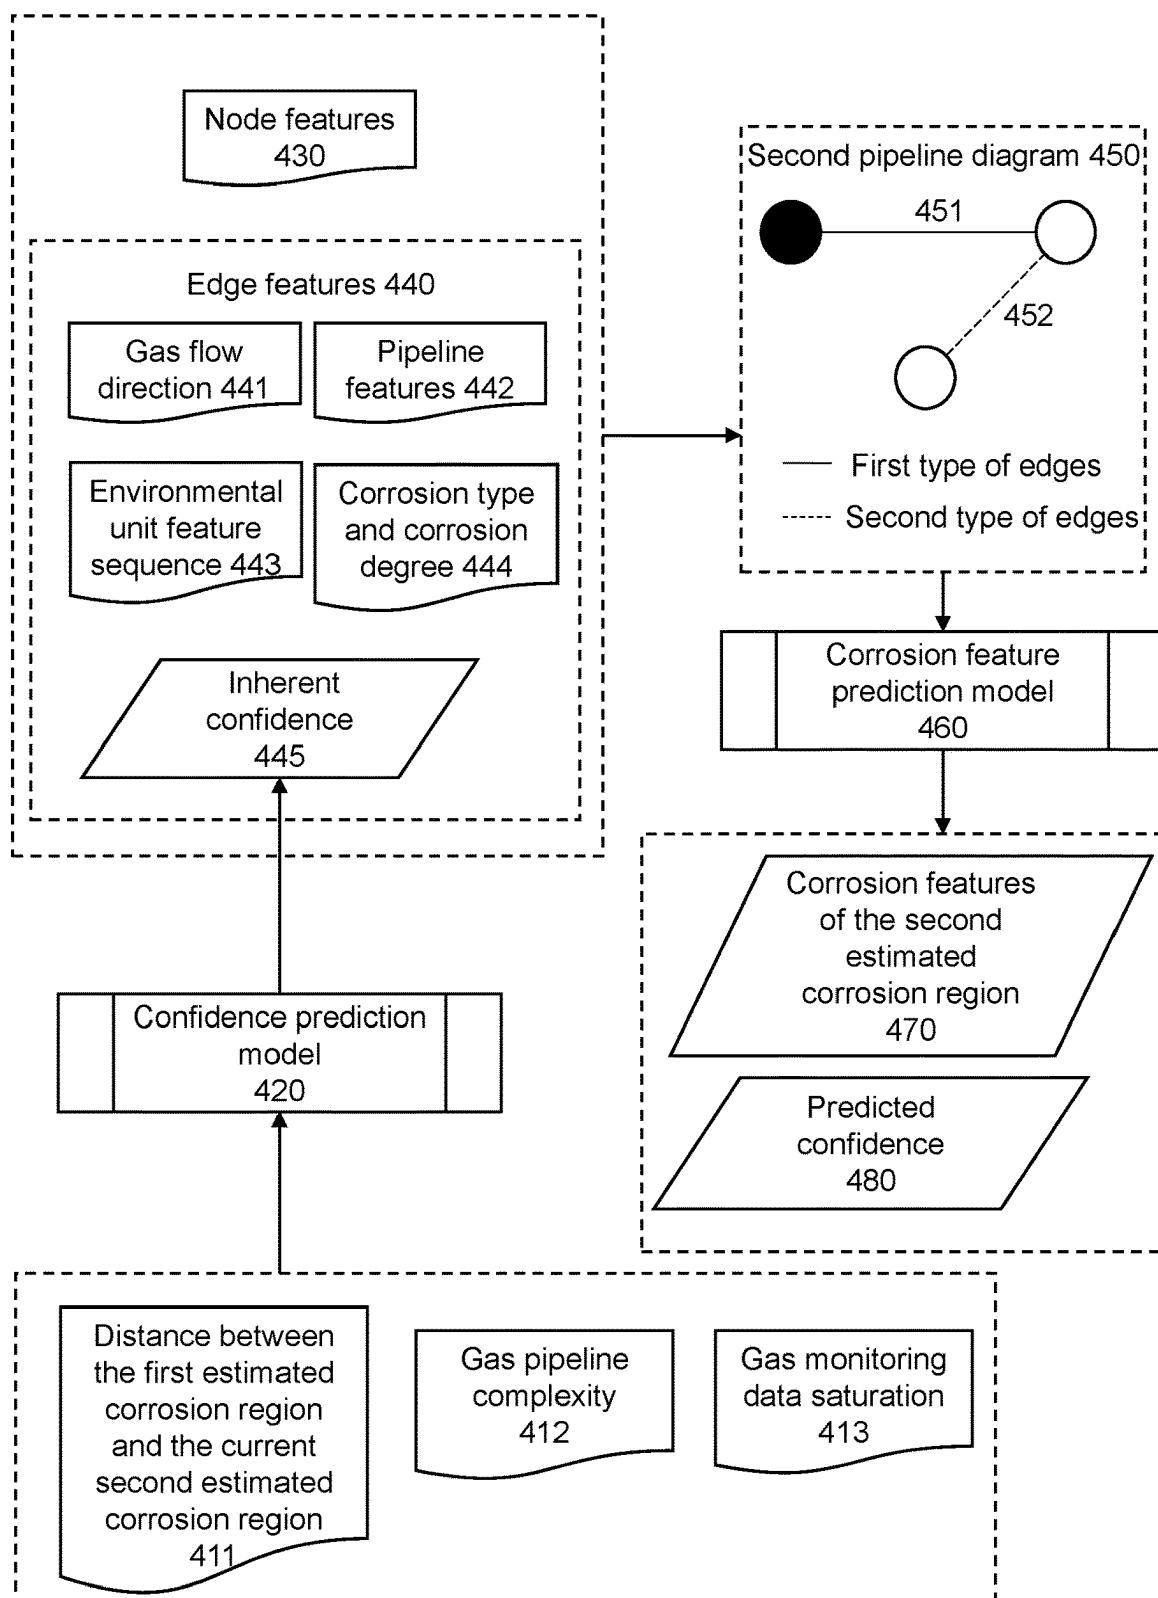 Node features
430
Edge features 440
Gas flow
direction 441
Pipeline
features 442
Environmental
unit feature
sequence 443
Corrosion type
and corrosion
degree 444
Inherent
confidence
445
Confidence prediction
model
420
Distance between
the first estimated
corrosion region
and the current
second estimated
corrosion region
411
Gas pipeline
complexity
412
Gas monitoring
data saturation
413
Second pipeline diagram 450
451
452
First type of edges
Second type of edges
Corrosion feature
prediction model
460
Corrosion features
of the second
estimated
corrosion region
470
Predicted
confidence
480